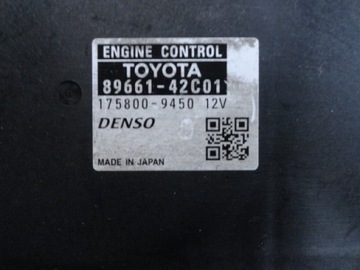 ENGINE CONTROL
TOYOTA
89661-42C01
175800-9450 12V
DENSO
MADE IN JAPAN